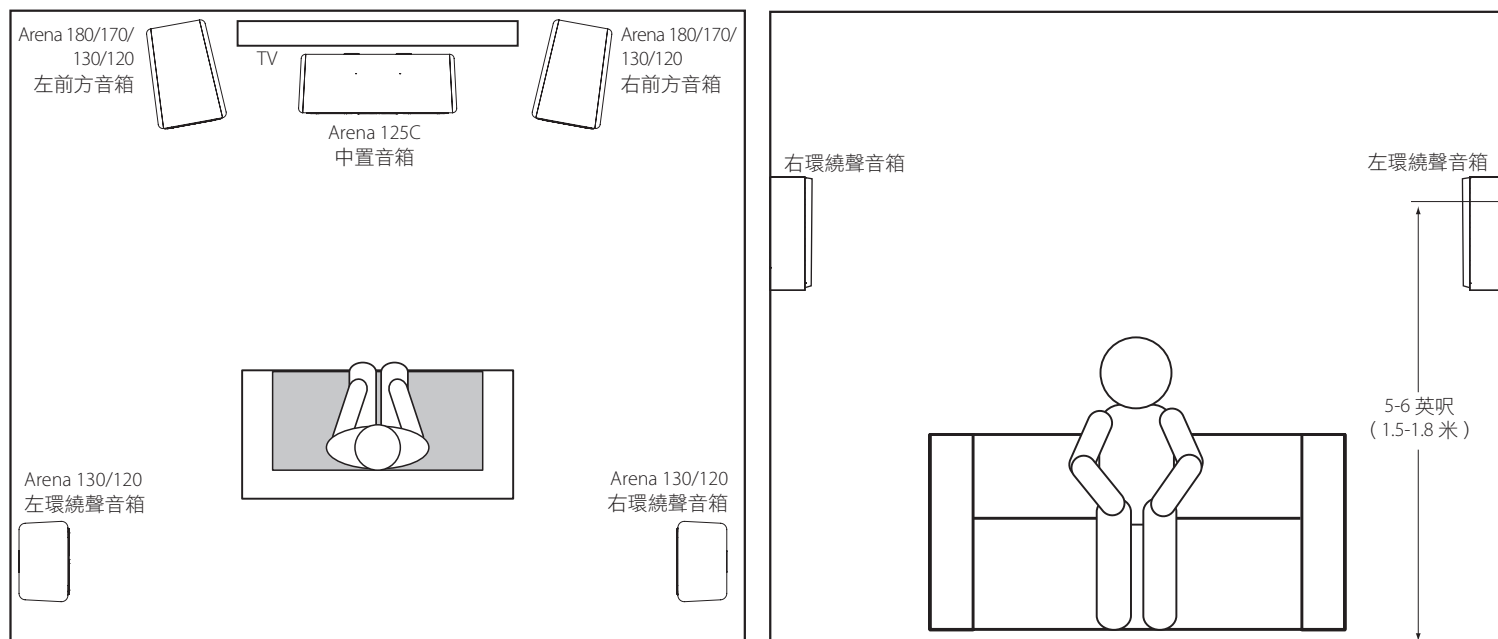 Arena 180/170/
130/120
左前方音箱
TV
Arena 180/170/
130/120
右前方音箱
Arena 125C
中置音箱
Arena 130/120
左環繞聲音箱
Arena 130/120
右環繞聲音箱
右環繞聲音箱
左環繞聲音箱
5-6 英呎
（1.5-1.8 米）